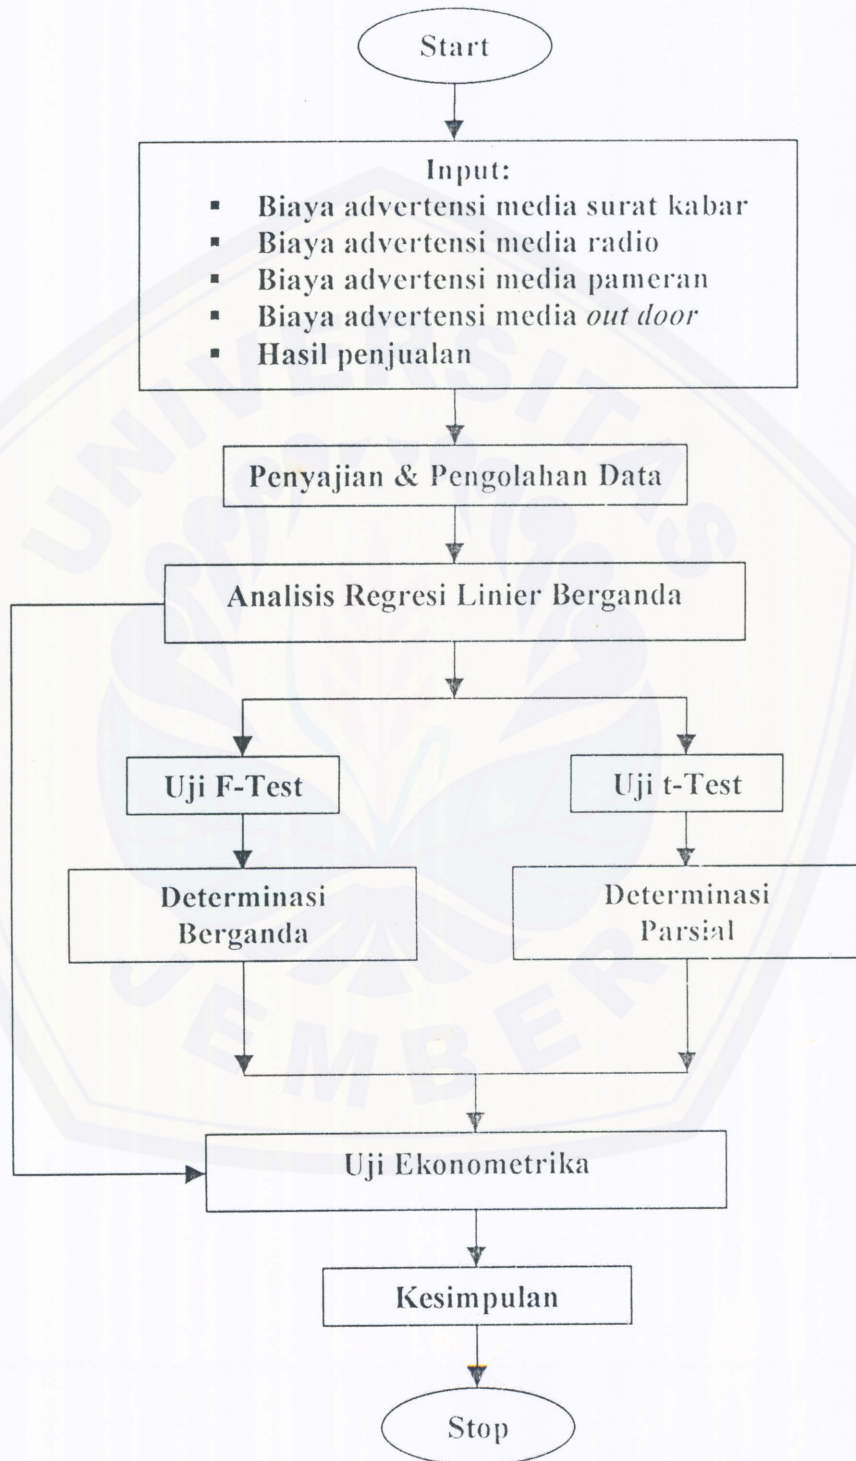 Start
Input:
▪ Biaya advertensi media surat kabar
▪ Biaya advertensi media radio
▪ Biaya advertensi media pameran
▪ Biaya advertensi media out door
▪ Hasil penjualan
Penyajian & Pengolahan Data
Analisis Regresi Linier Berganda
Uji F-Test
Uji t-Test
Determinasi
Berganda
Determinasi
Parsial
Uji Ekonometrika
Kesimpulan
Stop
UNIVERSITAS
JEMBER